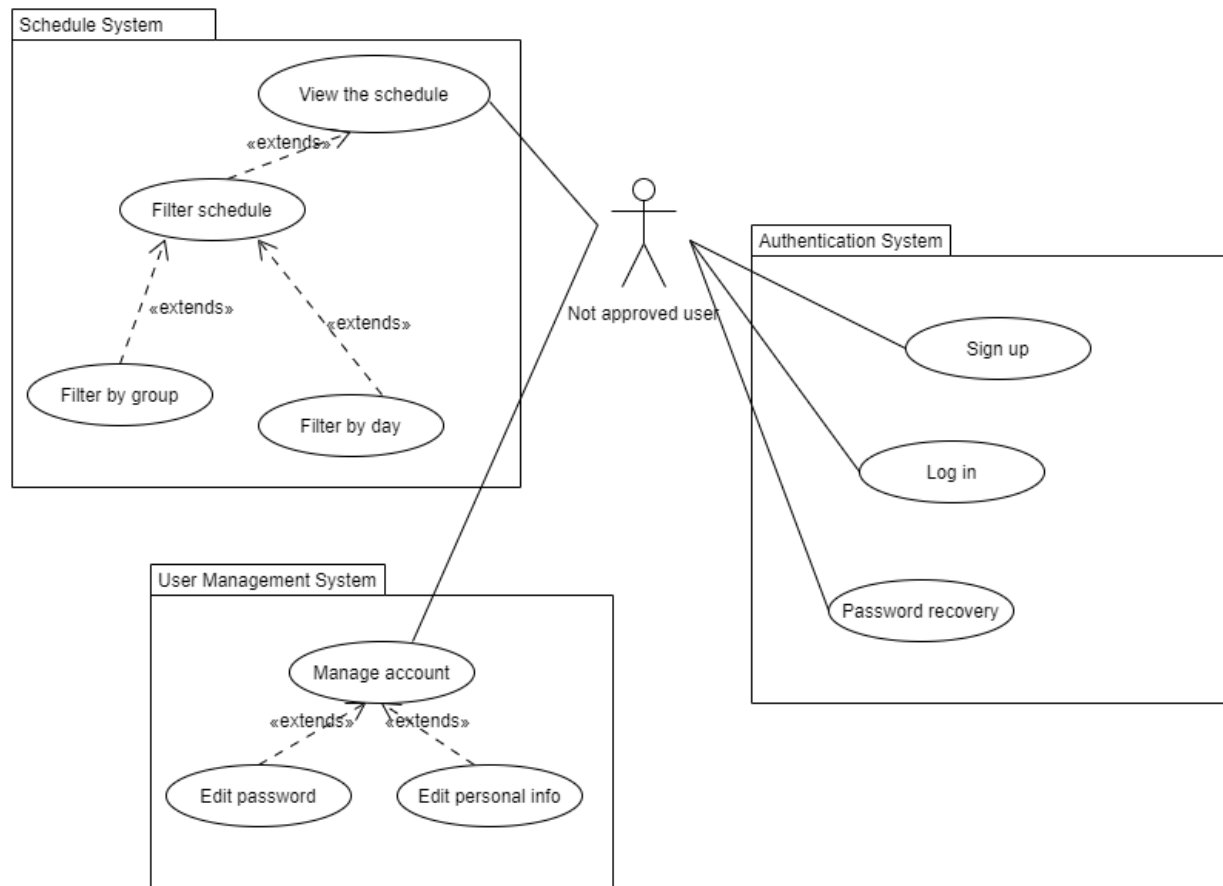 Schedule System
View the schedule
«extends»
Filter schedule
«extends»
«extends»
Filter by group
Filter by day
Not approved user
Authentication System
Sign up
Log in
Password recovery
User Management System
Manage account
«extends»
«extends»
Edit password
Edit personal info